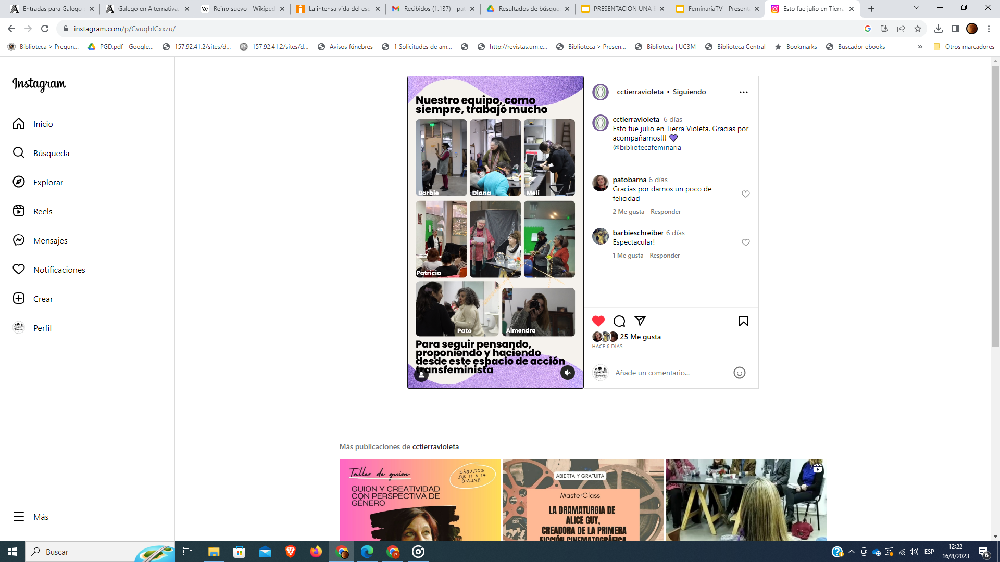 Entradas para Galego
Galego en Alternativa.
Reino suevo - Wikiped
La intensa vida del esc
Recibidos (1.137) - pat
Resultados de búsque
PRESENTACIÓN UNA
FeminariaTV - Present
Esto fue julio en Tierra
instagram.com/p/CvuqbICxxzu/
Biblioteca > Pregun...
PGD.pdf - Google...
157.92.41.2/sites/d...
157.92.41.2/sites/d...
Avisos fúnebres
1 Solicitudes de am...
http://revistas.um.e...
Biblioteca > Presen...
Biblioteca | UC3M
Biblioteca Central
Bookmarks
Buscador ebooks
»
Otros marcadores
Instagram
Inicio
Búsqueda
Explorar
Reels
Mensajes
Notificaciones
Crear
Perfil
Más
Nuestro equipo, como
siempre, trabajó mucho
Barbie
Diana
Meli
Patricia
Pato
Almendra
Para seguir pensando,
proponiendo y haciendo
desde este espacio de acción
transfeminista
cctierravioleta • Siguiendo
cctierravioleta 6 días
Esto fue julio en Tierra Violeta. Gracias por
acompañarnos!!! 💜
@bibliotecafeminaria
patobarna 6 días
Gracias por darnos un poco de
felicidad
2 Me gusta Responder
barbieschreiber 6 días
Espectacular!
1 Me gusta Responder
25 Me gusta
HACE 6 DÍAS
Añade un comentario...
Más publicaciones de cctierravioleta
Taller de guion
SÁBADOS
DE 11 A 14
ONLINE
GUION Y CREATIVIDAD
CON PERSPECTIVA DE
GÉNERO
ABIERTA Y GRATUITA
MasterClass
LA DRAMATURGIA DE
ALICE GUY,
CREADORA DE LA PRIMERA
FICCIÓN CINEMATOGRÁFICA
Buscar
ESP
12:22
16/8/2023
6